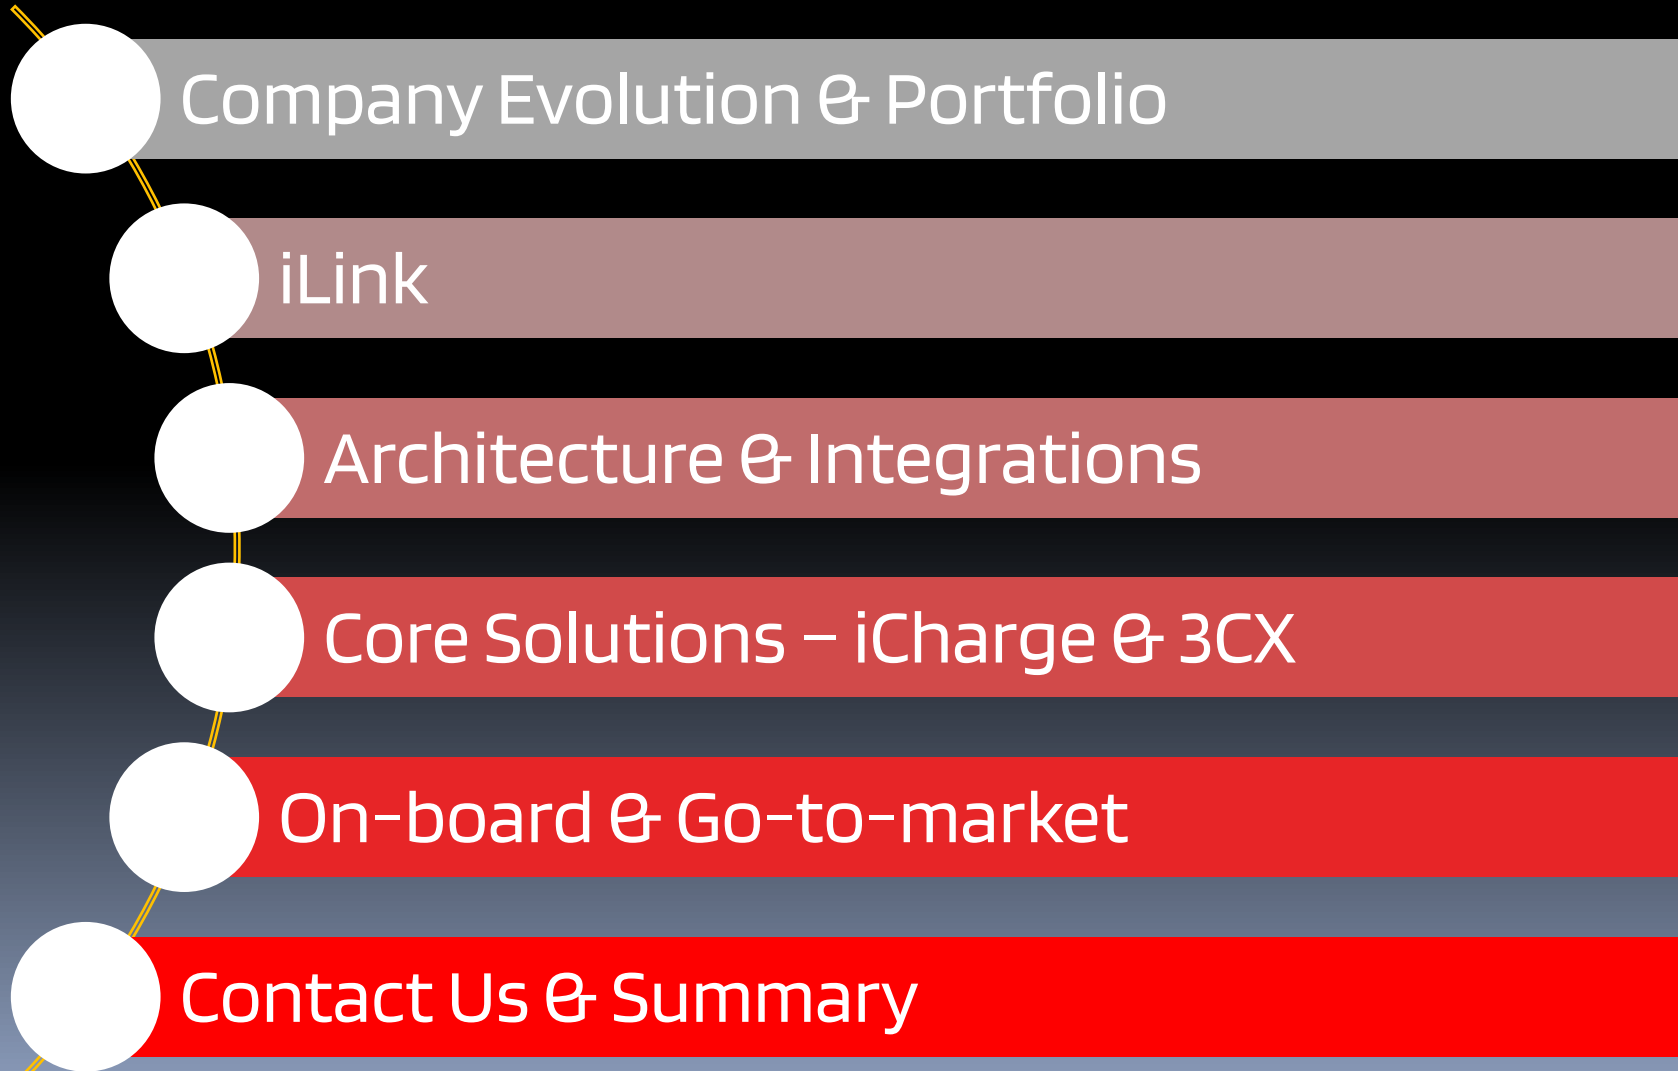 Company Evolution & Portfolio
iLink
Architecture & Integrations
Core Solutions – iCharge & 3CX
On-board & Go-to-market
Contact Us & Summary